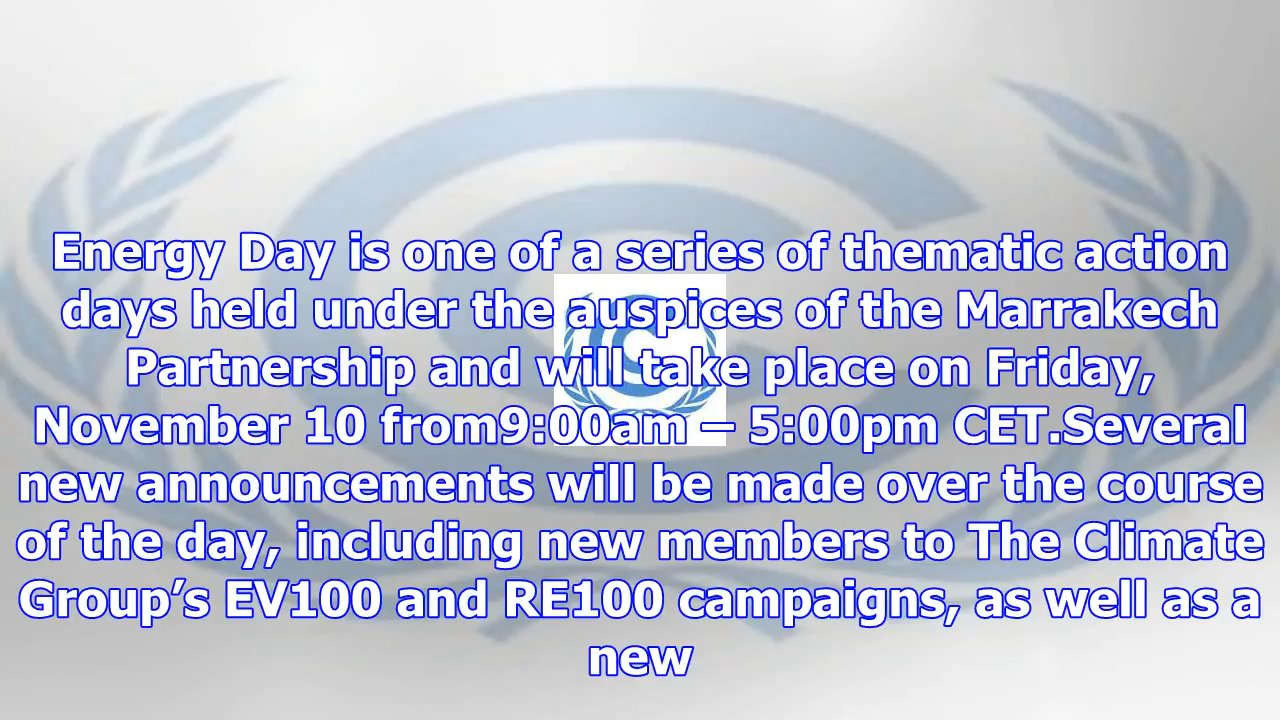 Energy Day is one of a series of thematic action
days held under the auspices of the Marrakech
Partnership and will take place on Friday,
November 10 from9:00am – 5:00pm CET.Several
new announcements will be made over the course
of the day, including new members to The Climate
Group’s EV100 and RE100 campaigns, as well as a
new